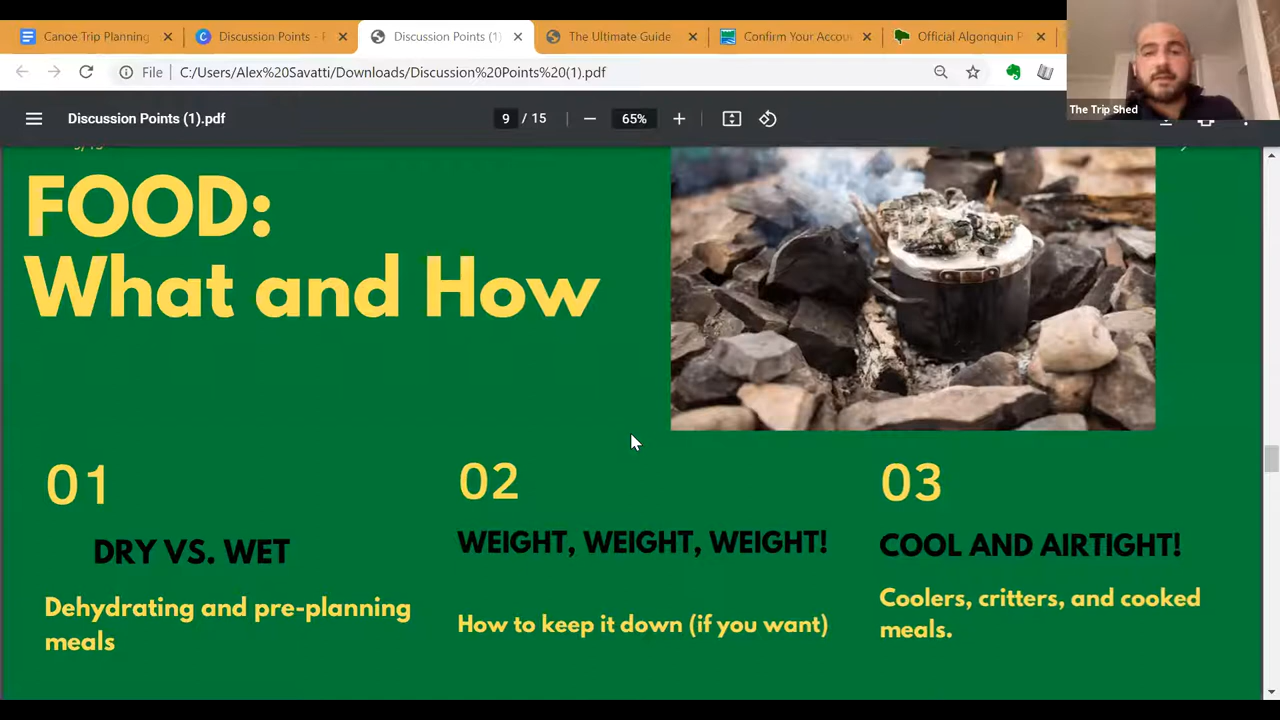 Canoe Trip Planning
Discussion Points -
Discussion Points (1)
The Ultimate Guide
Confirm Your Accou
Official Algonquin
File
C:/Users/Alex%20Savatti/Downloads/Discussion%20Points%20(1).pdf
The Trip Shed
Discussion Points (1).pdf
9 / 15
65%
FOOD:
What and How
01
DRY VS. WET
Dehydrating and pre-planning
meals
02
WEIGHT, WEIGHT, WEIGHT!
How to keep it down (if you want)
03
COOL AND AIRTIGHT!
Coolers, critters, and cooked
meals.